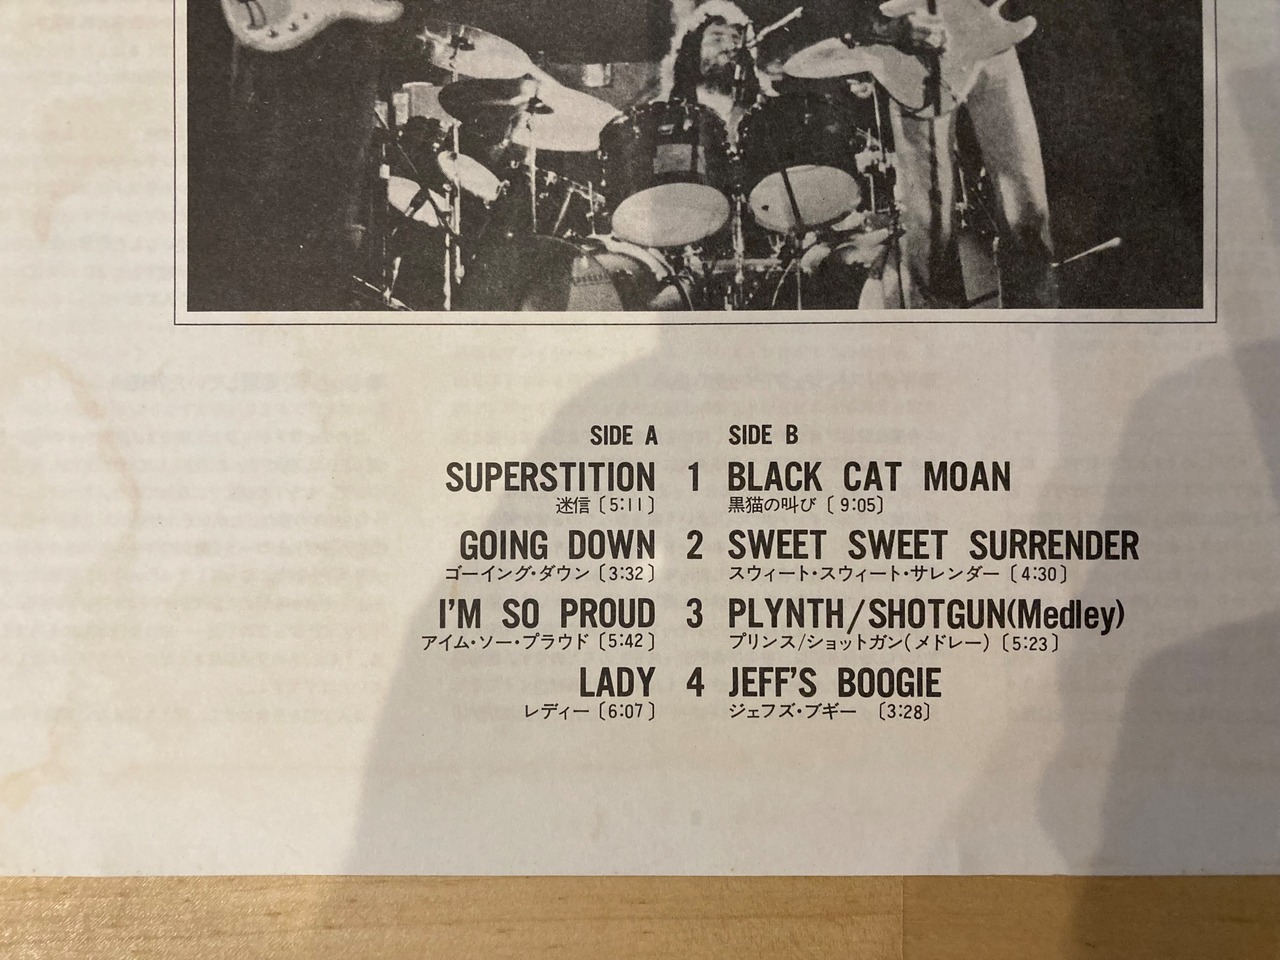 SIDE A SIDE B
SUPERSTITION 1 BLACK CAT MOAN
迷信〔5:11〕 黒猫の叫び〔9:05〕
GOING DOWN 2 SWEET SWEET SURRENDER
ゴーイング・ダウン〔3:32〕 スウィート・スウィート・サレンダー〔4:30〕
I'M SO PROUD 3 PLYNTH/SHOTGUN(Medley)
アイム・ソー・プラウド〔5:42〕 プリンス/ショットガン(メドレー)〔5:23〕
LADY 4 JEFF'S BOOGIE
レディー〔6:07〕 ジェフズ・ブギー〔3:28〕